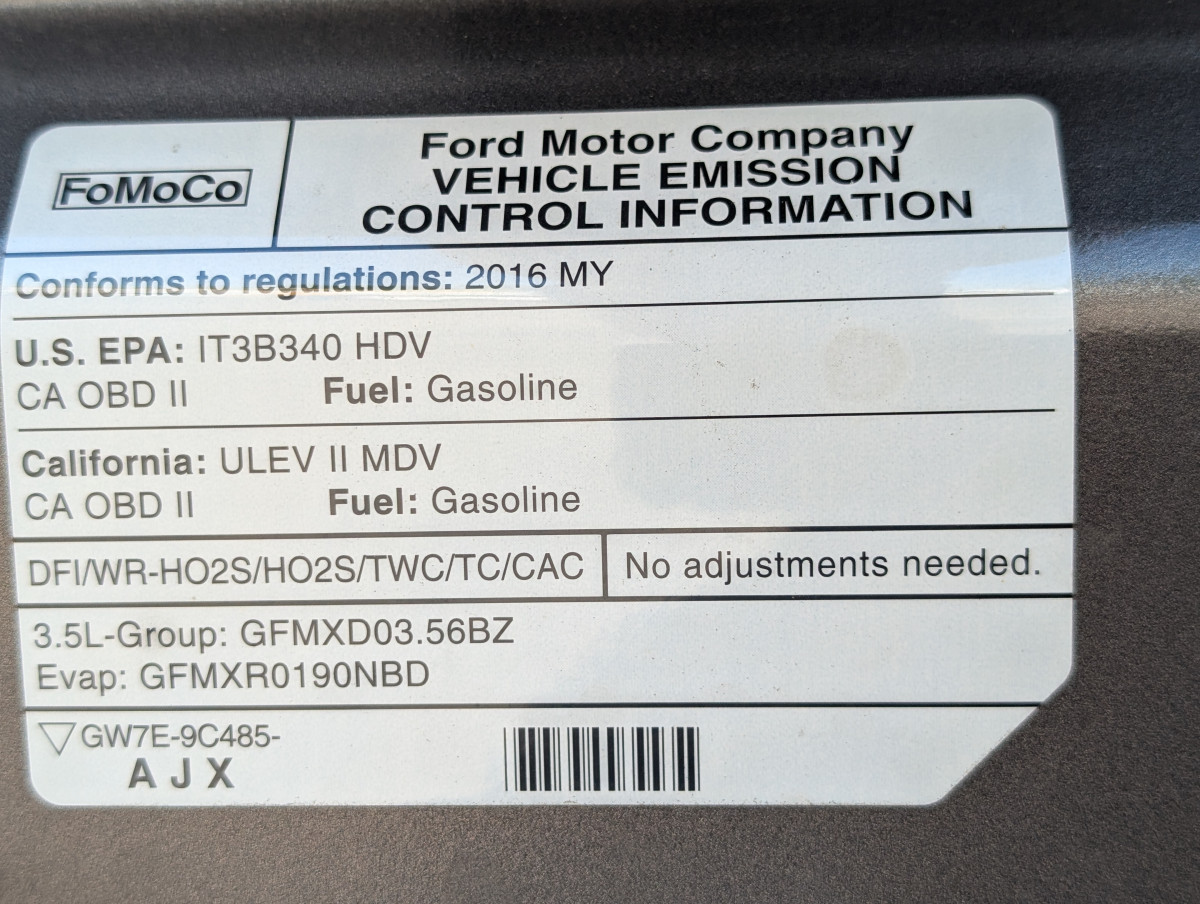 FoMoCo
Ford Motor Company
VEHICLE EMISSION
CONTROL INFORMATION
Conforms to regulations: 2016 MY
U.S. EPA: IT3B340 HDV
CA OBD II Fuel: Gasoline
California: ULEV II MDV
CA OBD II Fuel: Gasoline
DFI/WR-HO2S/HO2S/TWC/TC/CAC
No adjustments needed.
3.5L-Group: GFMXD03.56BZ
Evap: GFMXR0190NBD
GW7E-9C485-
A J X